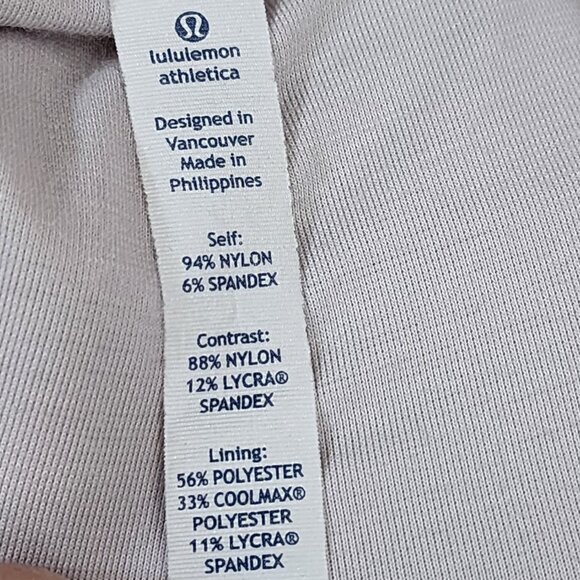 lululemon
athletica
Designed in
Vancouver
Made in
Philippines
Self:
94% NYLON
6% SPANDEX
Contrast:
88% NYLON
12% LYCRA®
SPANDEX
Lining:
56% POLYESTER
33% COOLMAX®
POLYESTER
11% LYCRA®
SPANDEX